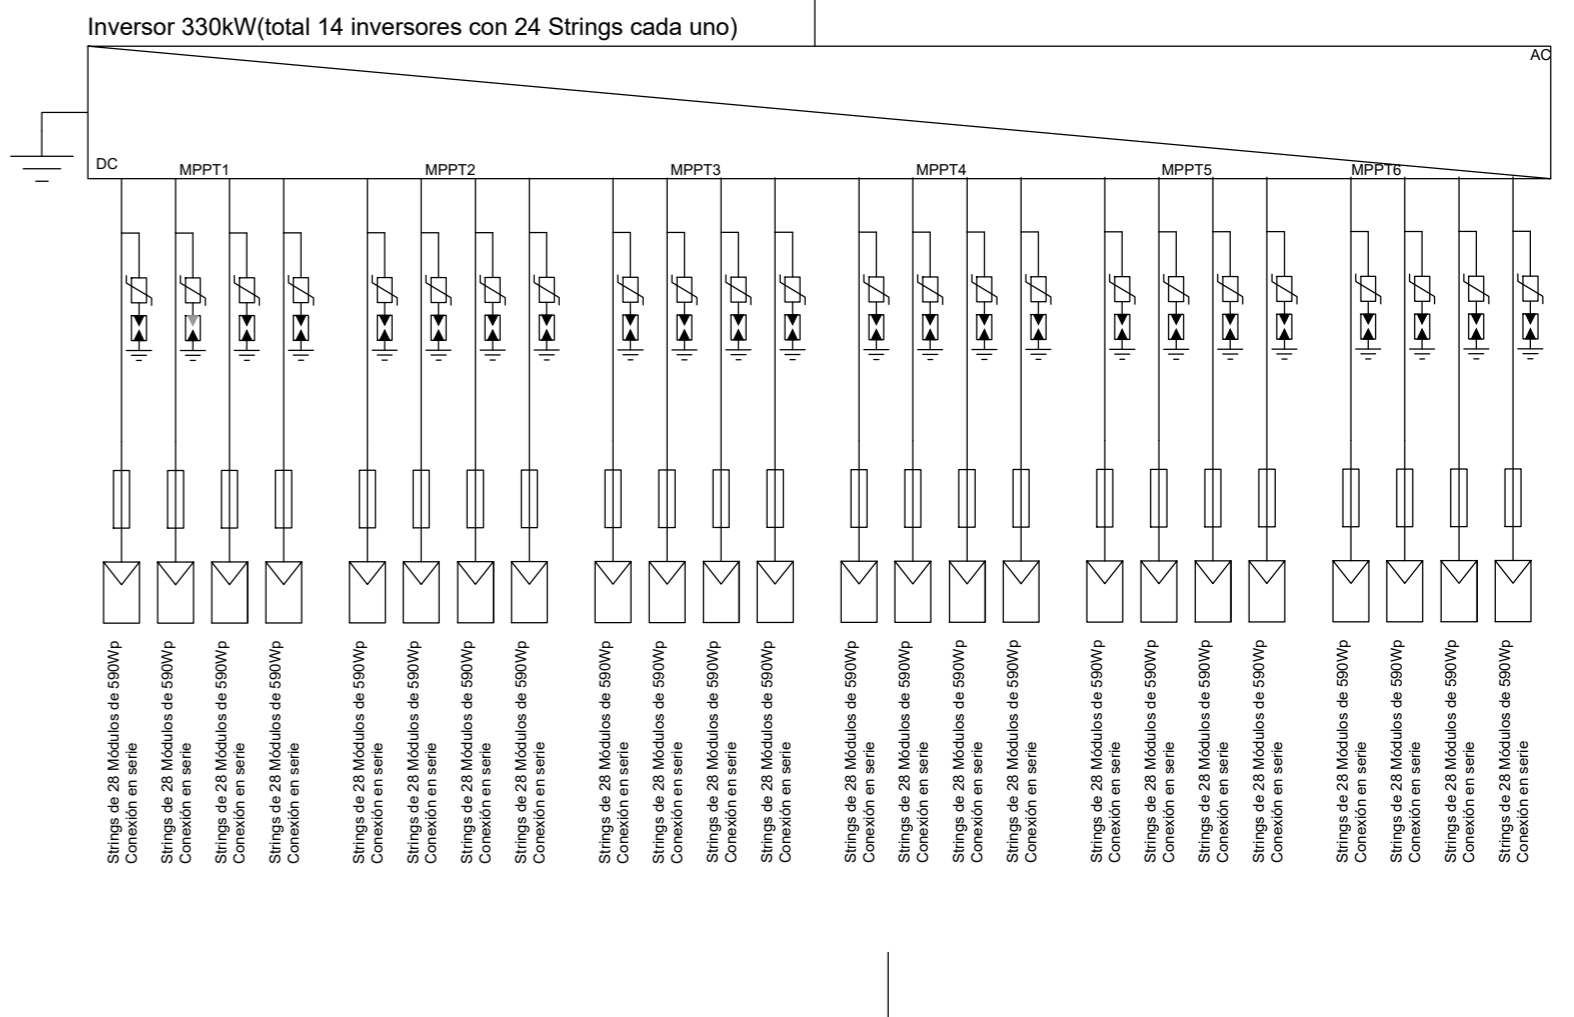 Inversor 330kW(total 14 inversores con 24 Strings cada uno)
AC
DC
MPPT1
MPPT2
MPPT3
MPPT4
MPPT5
MPPT6
Strings de 28 Módulos de 590Wp
Conexión en serie
Strings de 28 Módulos de 590Wp
Conexión en serie
Strings de 28 Módulos de 590Wp
Conexión en serie
Strings de 28 Módulos de 590Wp
Conexión en serie
Strings de 28 Módulos de 590Wp
Conexión en serie
Strings de 28 Módulos de 590Wp
Conexión en serie
Strings de 28 Módulos de 590Wp
Conexión en serie
Strings de 28 Módulos de 590Wp
Conexión en serie
Strings de 28 Módulos de 590Wp
Conexión en serie
Strings de 28 Módulos de 590Wp
Conexión en serie
Strings de 28 Módulos de 590Wp
Conexión en serie
Strings de 28 Módulos de 590Wp
Conexión en serie
Strings de 28 Módulos de 590Wp
Conexión en serie
Strings de 28 Módulos de 590Wp
Conexión en serie
Strings de 28 Módulos de 590Wp
Conexión en serie
Strings de 28 Módulos de 590Wp
Conexión en serie
Strings de 28 Módulos de 590Wp
Conexión en serie
Strings de 28 Módulos de 590Wp
Conexión en serie
Strings de 28 Módulos de 590Wp
Conexión en serie
Strings de 28 Módulos de 590Wp
Conexión en serie
Strings de 28 Módulos de 590Wp
Conexión en serie
Strings de 28 Módulos de 590Wp
Conexión en serie
Strings de 28 Módulos de 590Wp
Conexión en serie
Strings de 28 Módulos de 590Wp
Conexión en serie